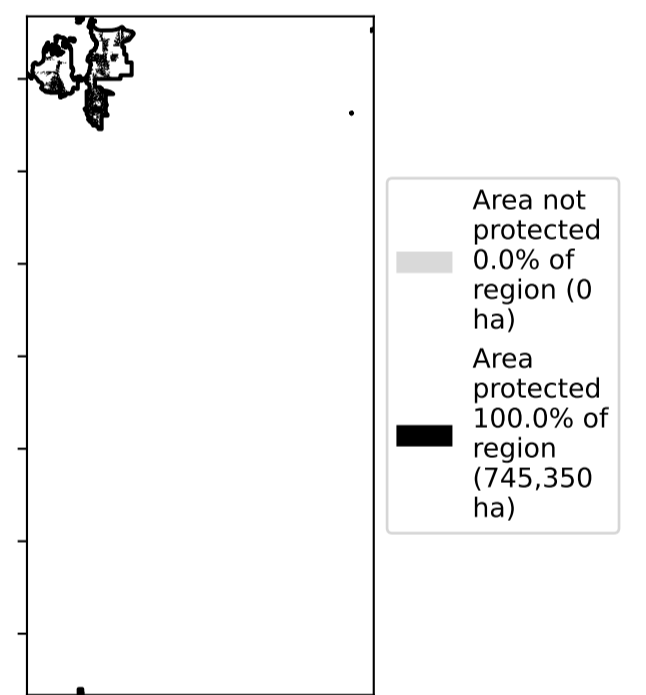 Area not
protected
0.0% of
region (0
ha)
Area
protected
100.0% of
region
(745,350
ha)